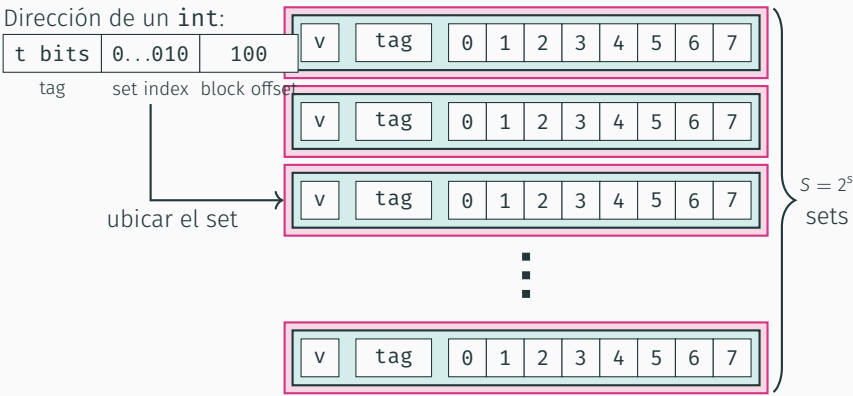 Dirección de un int:
t bits 0...010 100
tag set index block offset
v tag 0 1 2 3 4 5 6 7
v tag 0 1 2 3 4 5 6 7
v tag 0 1 2 3 4 5 6 7
ubicar el set
S = 2^s
sets
v tag 0 1 2 3 4 5 6 7